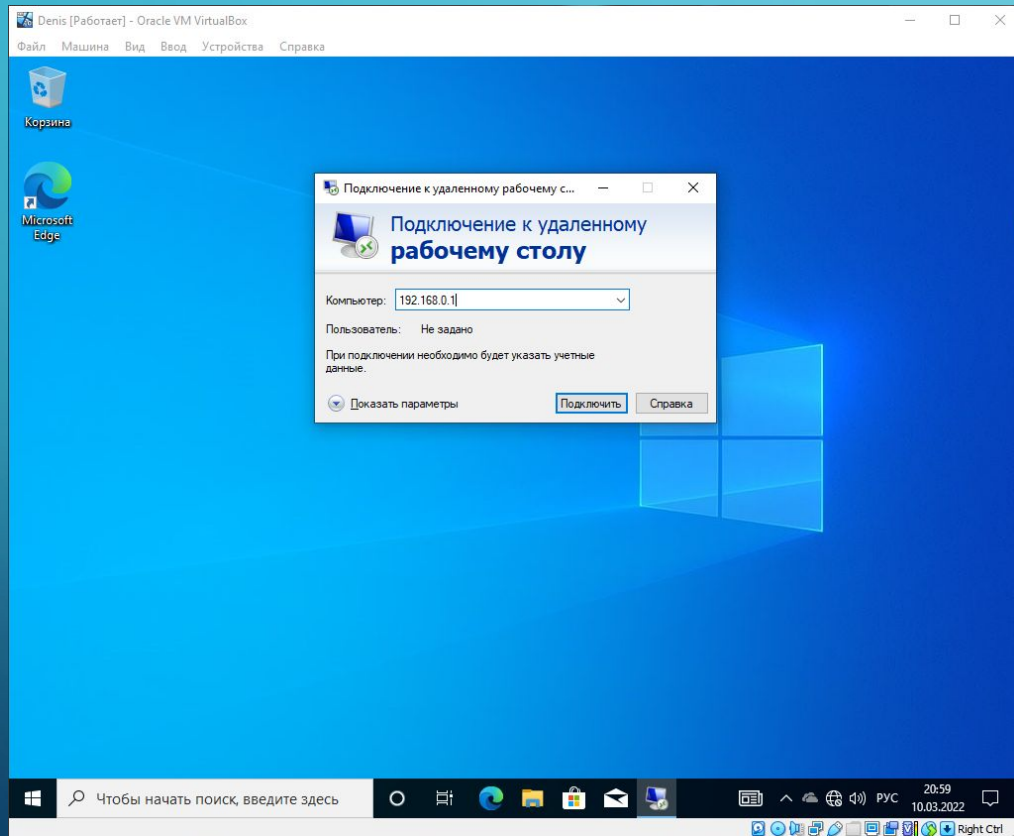 Denis [Работает] - Oracle VM VirtualBox
Файл Машина Вид Ввод Устройства Справка
Корзина
Microsoft
Edge
Подключение к удаленному рабочему с...
Подключение к удаленному
рабочему столу
Компьютер: 192.168.0.1
Пользователь: Не задано
При подключении необходимо будет указать учетные
данные.
Показать параметры Подключить Справка
Чтобы начать поиск, введите здесь
РУС
20:59
10.03.2022
Right Ctrl